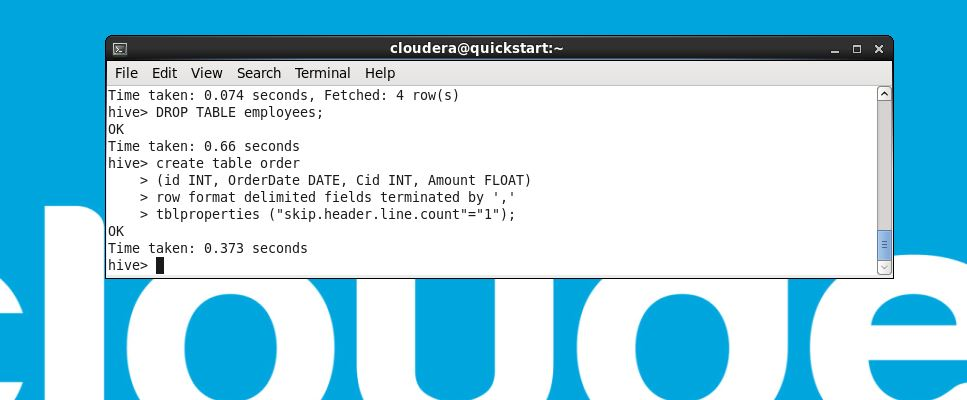 cloudera@quickstart:~
File Edit View Search Terminal Help
Time taken: 0.074 seconds, Fetched: 4 row(s)
hive> DROP TABLE employees;
OK
Time taken: 0.66 seconds
hive> create table order
    > (id INT, OrderDate DATE, Cid INT, Amount FLOAT)
    > row format delimited fields terminated by ','
    > tblproperties ("skip.header.line.count"="1");
OK
Time taken: 0.373 seconds
hive>
cloude